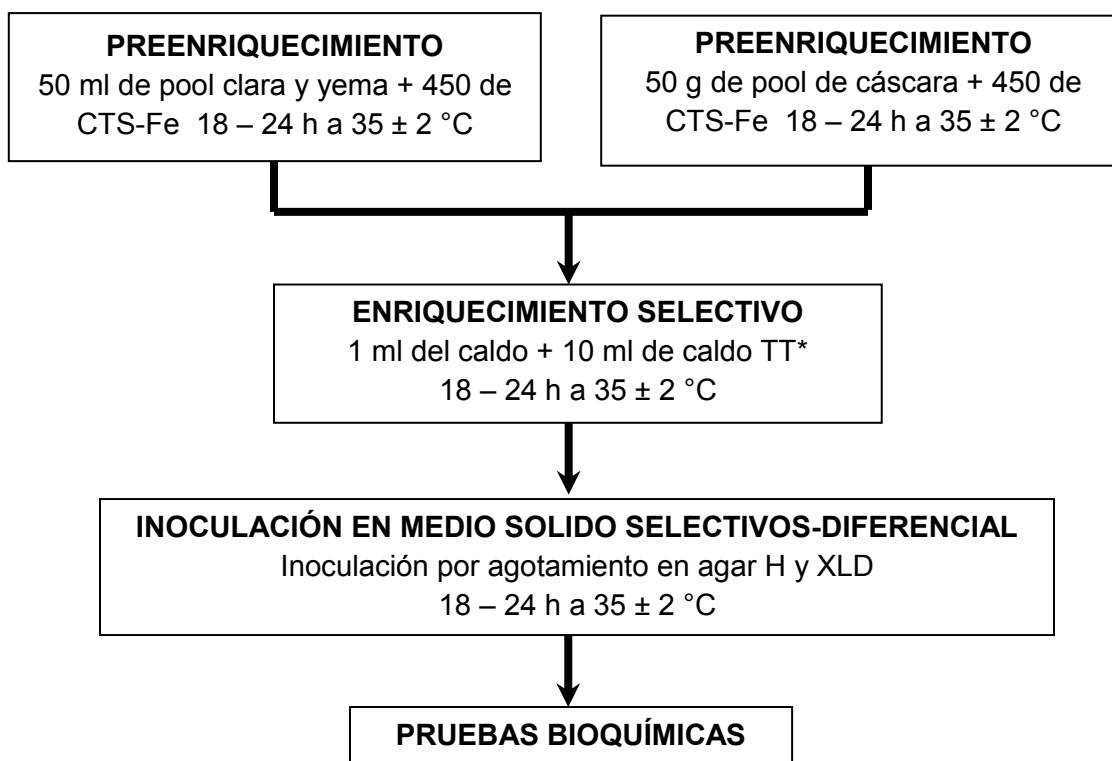 PREENRIQUECIMIENTO
50 ml de pool clara y yema + 450 de
CTS-Fe 18 – 24 h a 35 ± 2 °C
PREENRIQUECIMIENTO
50 g de pool de cáscara + 450 de
CTS-Fe 18 – 24 h a 35 ± 2 °C
ENRIQUECIMIENTO SELECTIVO
1 ml del caldo + 10 ml de caldo TT*
18 – 24 h a 35 ± 2 °C
INOCULACIÓN EN MEDIO SOLIDO SELECTIVOS-DIFERENCIAL
Inoculación por agotamiento en agar H y XLD
18 – 24 h a 35 ± 2 °C
PRUEBAS BIOQUÍMICAS